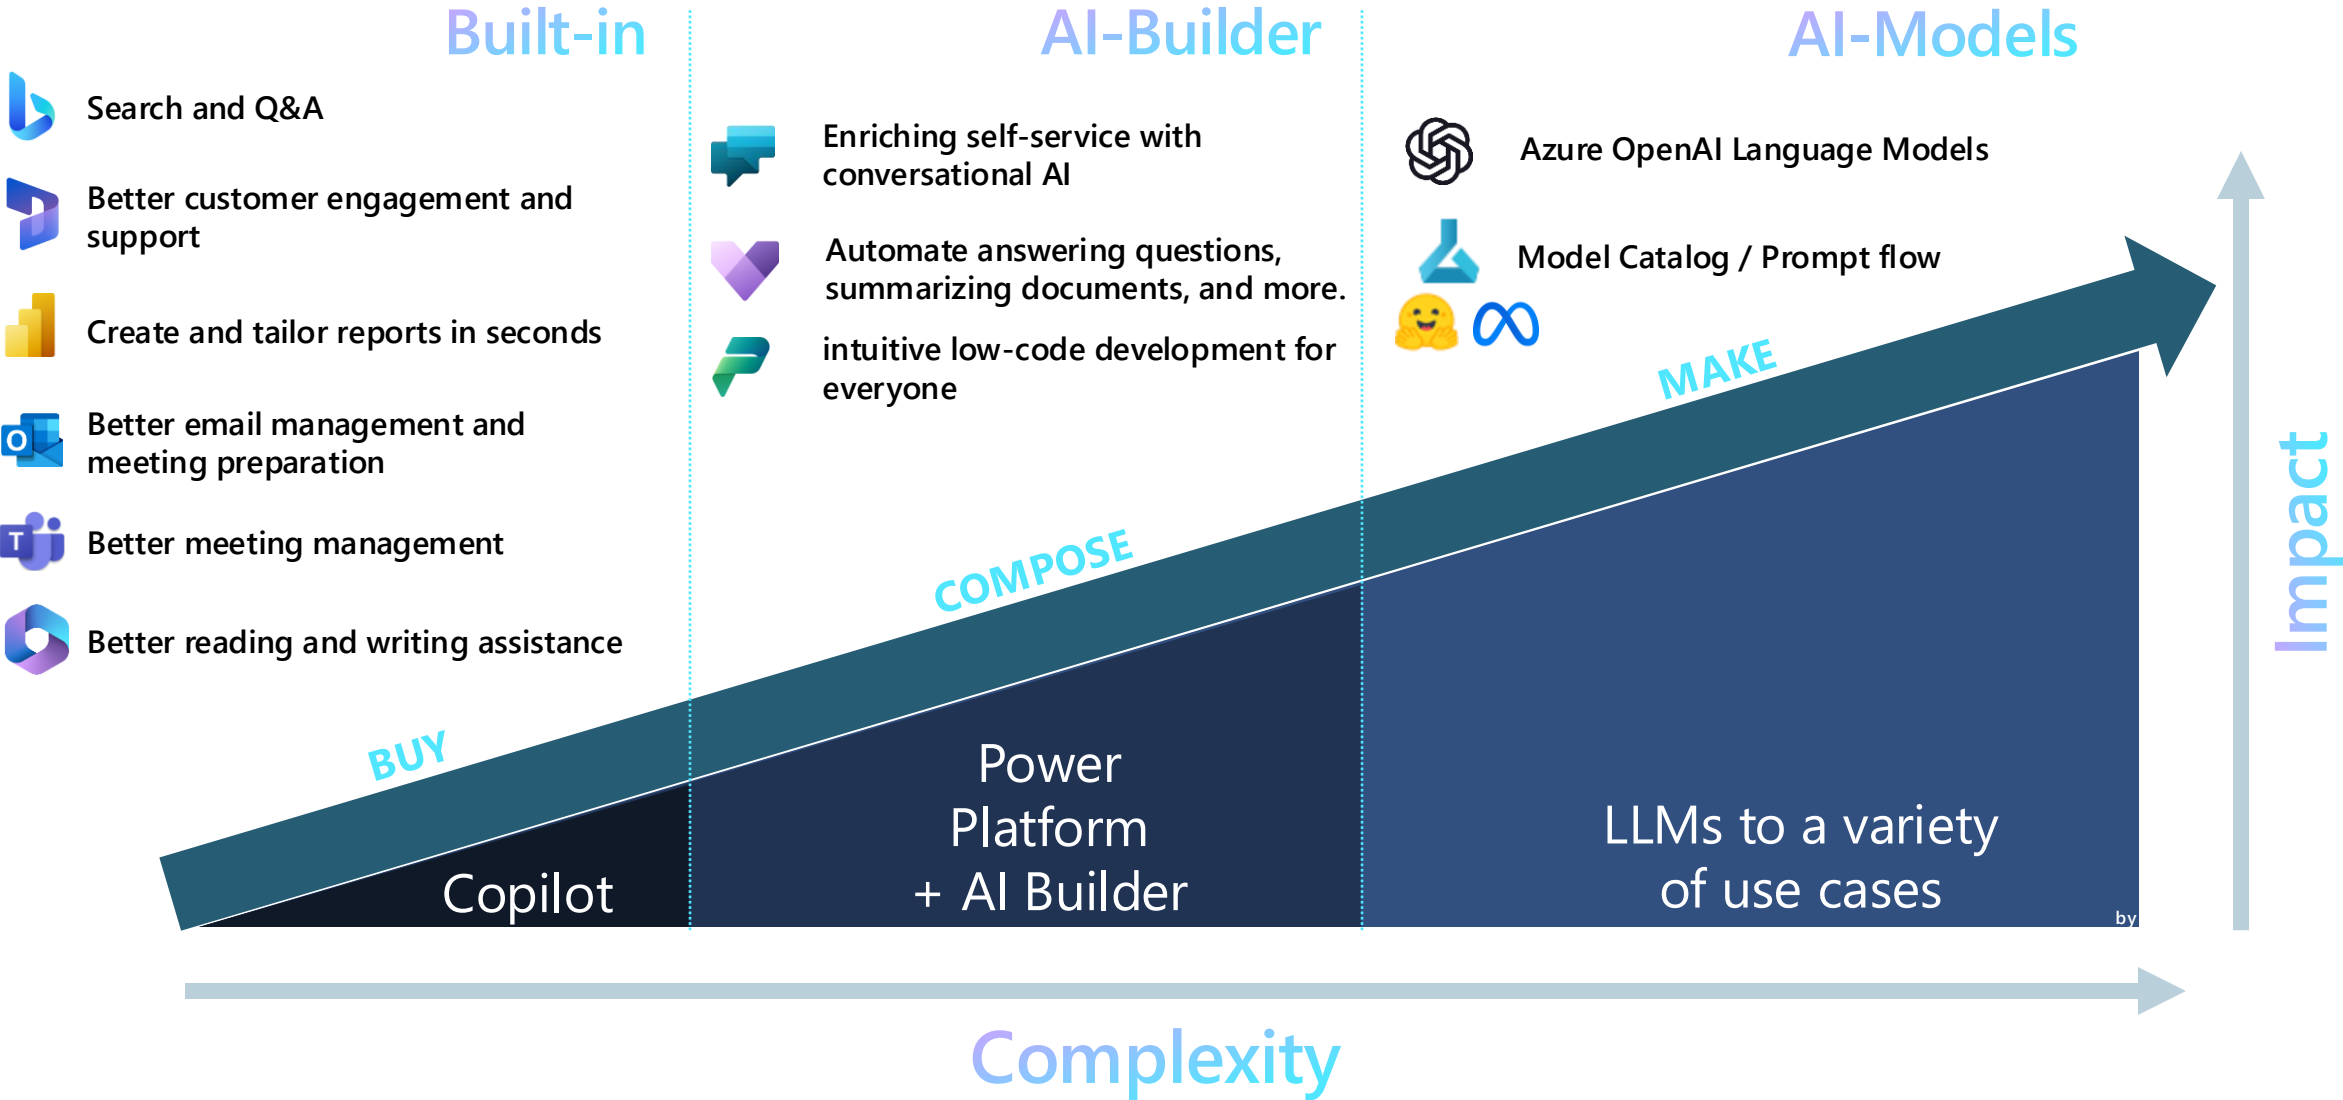 Built-in
Search and Q&A
Better customer engagement and
support
Create and tailor reports in seconds
O
Better email management and
meeting preparation
T
Better meeting management
Better reading and writing assistance
AI-Builder
Enriching self-service with
conversational AI
Automate answering questions,
summarizing documents, and more.
intuitive low-code development for
everyone
AI-Models
Azure OpenAI Language Models
Model Catalog / Prompt flow
BUY
COMPOSE
MAKE
Copilot
Power
Platform
+ AI Builder
LLMs to a variety
of use cases
by
Impact
Complexity